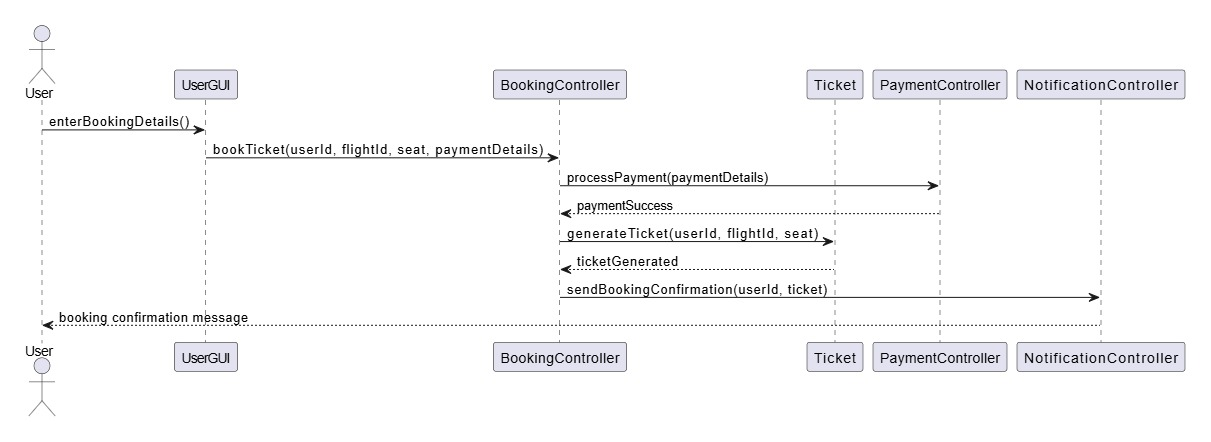 User
UserGUI
BookingController
Ticket
PaymentController
NotificationController
enterBookingDetails()
bookTicket(userId, flightId, seat, paymentDetails)
processPayment(paymentDetails)
paymentSuccess
generateTicket(userId, flightId, seat)
ticketGenerated
sendBookingConfirmation(userId, ticket)
booking confirmation message
User
UserGUI
BookingController
Ticket
PaymentController
NotificationController